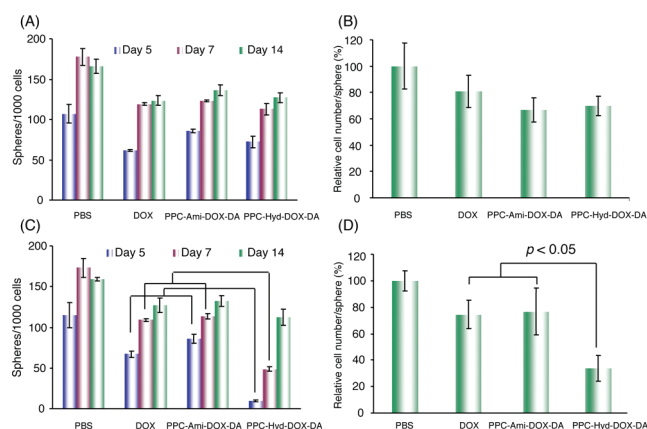 (A)
Day 5 Day 7 Day 14
Spheres/1000 cells
200
150
100
50
0
PBS DOX PPC-Ami-DOX-DA PPC-Hyd-DOX-DA
(B)
Relative cell number/sphere (%)
120
100
80
60
40
20
0
PBS DOX PPC-Ami-DOX-DA PPC-Hyd-DOX-DA
(C)
Day 5 Day 7 Day 14
Spheres/1000 cells
200
150
100
50
0
PBS DOX PPC-Ami-DOX-DA PPC-Hyd-DOX-DA
(D)
p < 0.05
Relative cell number/sphere (%)
120
100
80
60
40
20
0
PBS DOX PPC-Ami-DOX-DA PPC-Hyd-DOX-DA